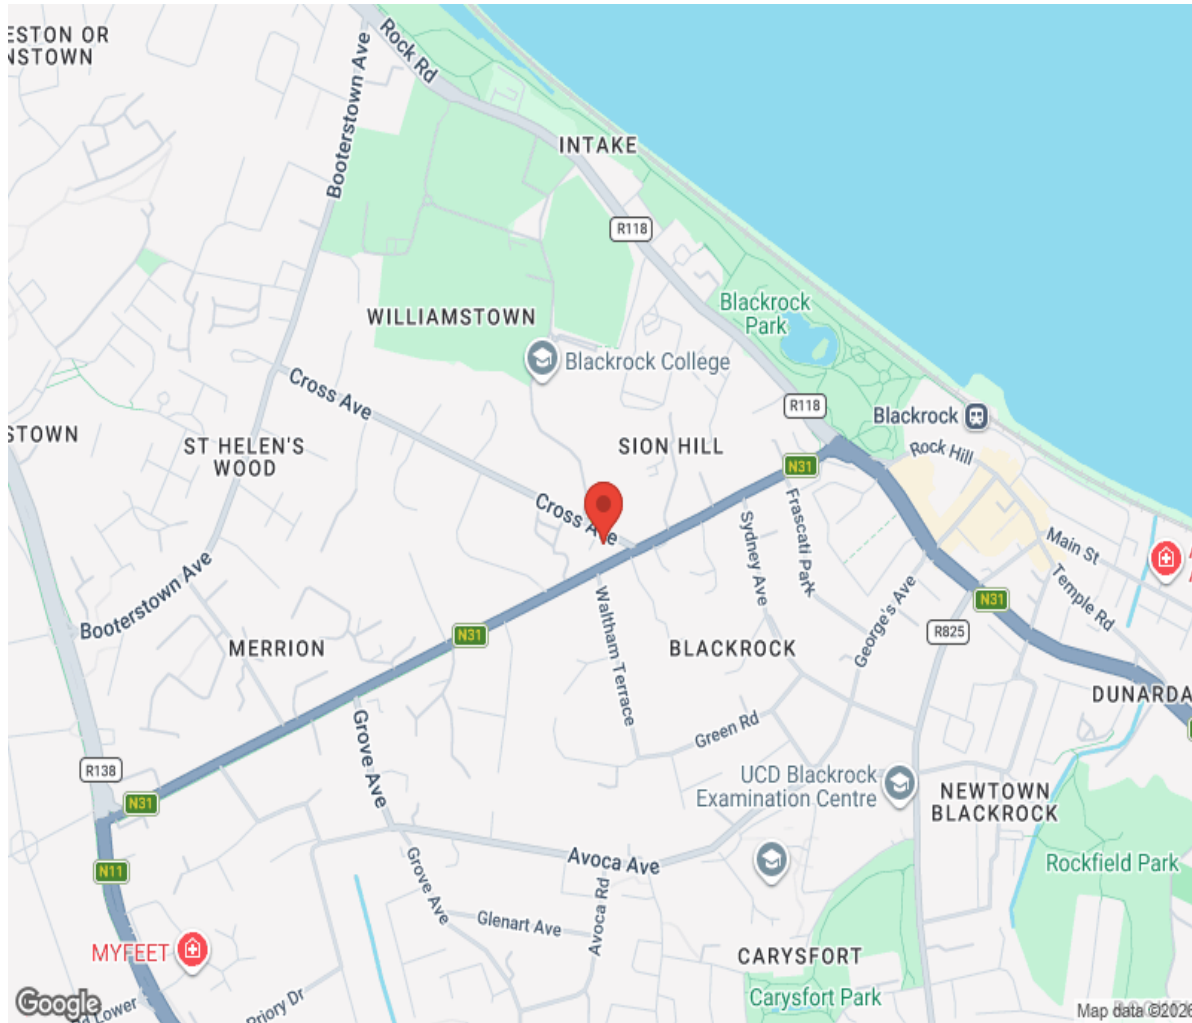 ESTON OR
NSTOWN
Rock Rd
Booterstown Ave
INTAKE
R118
Blackrock
Park
WILLIAMSTOWN
Blackrock College
Cross Ave
R118
Blackrock
STOWN
ST HELEN'S
WOOD
SION HILL
Rock Hill
N31
Cross Ave
Sydney Ave
Frascati Park
Main St
Booterstown Ave
Temple Rd
N31
George's Ave
Waltham Terrace
N31
R825
MERRION
BLACKROCK
DUNARDA
Grove Ave
Green Rd
R138
UCD Blackrock
Examination Centre
N31
NEWTOWN
BLACKROCK
Avoca Ave
Rockfield Park
N11
Grove Ave
Avoca Rd
Glenart Ave
MYFEET
CARYSFORT
Carysfort Park
Google
Rd Lower
Priory Dr
Map data ©2026